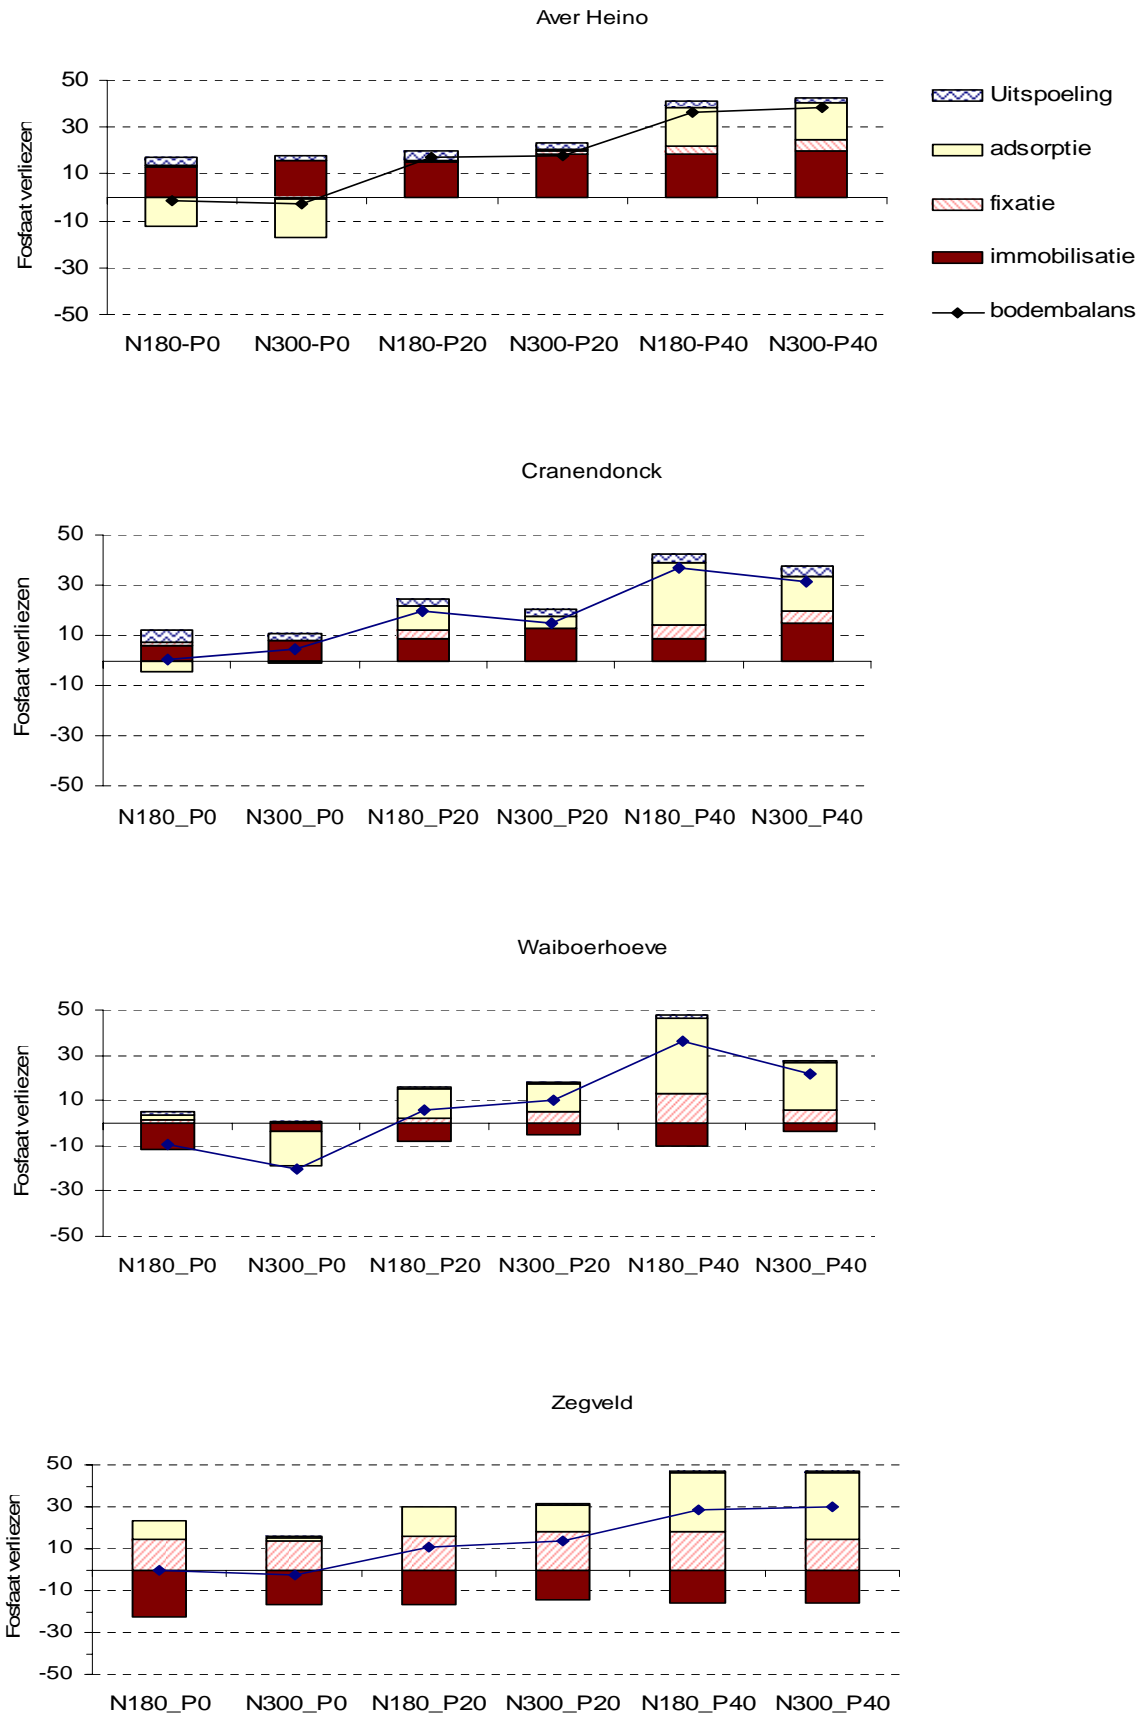 Aver Heino
Fosfaat verliezen
50
30
10
-10
-30
-50
N180-P0 N300-P0 N180-P20 N300-P20 N180-P40 N300-P40
Uitspoeling
adsorptie
fixatie
immobilisatie
bodembalans
Cranendonck
Fosfaat verliezen
50
30
10
-10
-30
-50
N180_P0 N300_P0 N180_P20 N300_P20 N180_P40 N300_P40
Waiboerhoeve
Fosfaat verliezen
50
30
10
-10
-30
-50
N180_P0 N300_P0 N180_P20 N300_P20 N180_P40 N300_P40
Zegveld
Fosfaat verliezen
50
30
10
-10
-30
-50
N180_P0 N300_P0 N180_P20 N300_P20 N180_P40 N300_P40